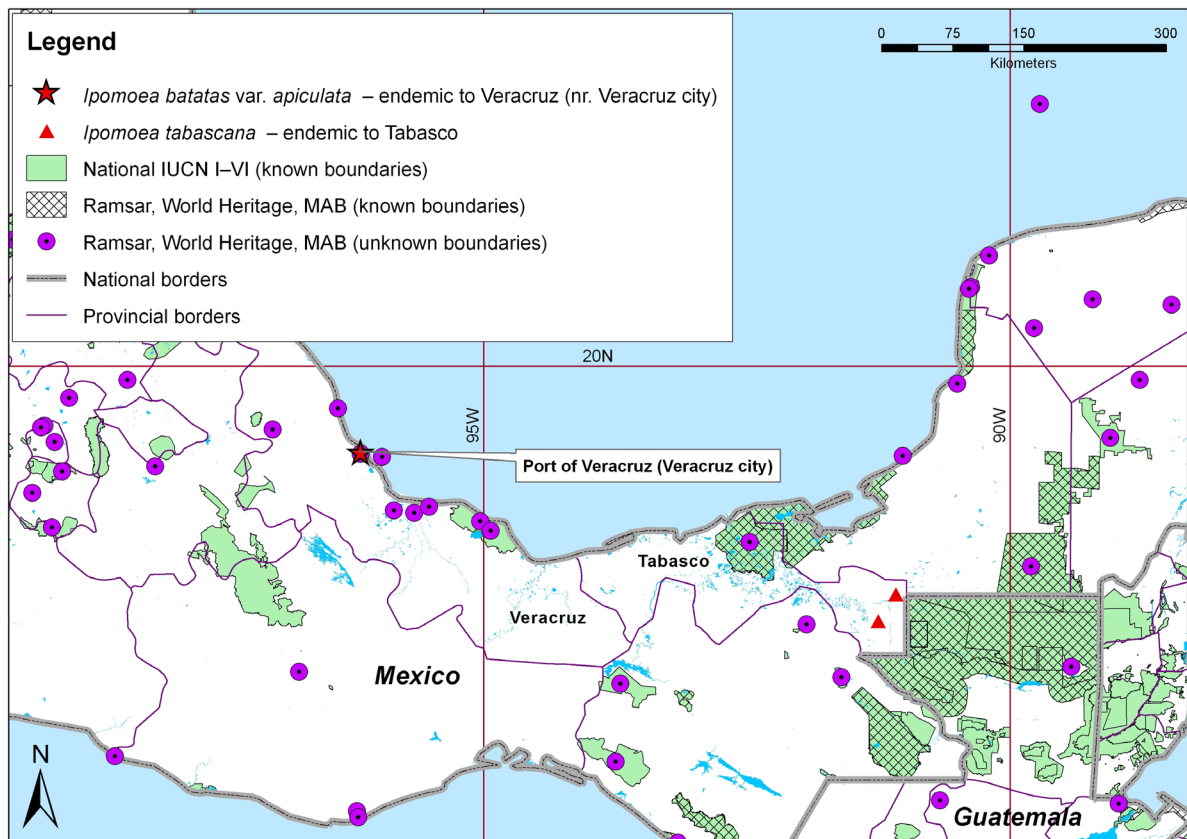 Legend
Ipomoea batatas var. apiculata – endemic to Veracruz (nr. Veracruz city)
Ipomoea tabascana – endemic to Tabasco
National IUCN I–VI (known boundaries)
Ramsar, World Heritage, MAB (known boundaries)
Ramsar, World Heritage, MAB (unknown boundaries)
National borders
Provincial borders
0 75 150 300
Kilometers
20N
95W
90W
Port of Veracruz (Veracruz city)
Tabasco
Veracruz
Mexico
N
Guatemala